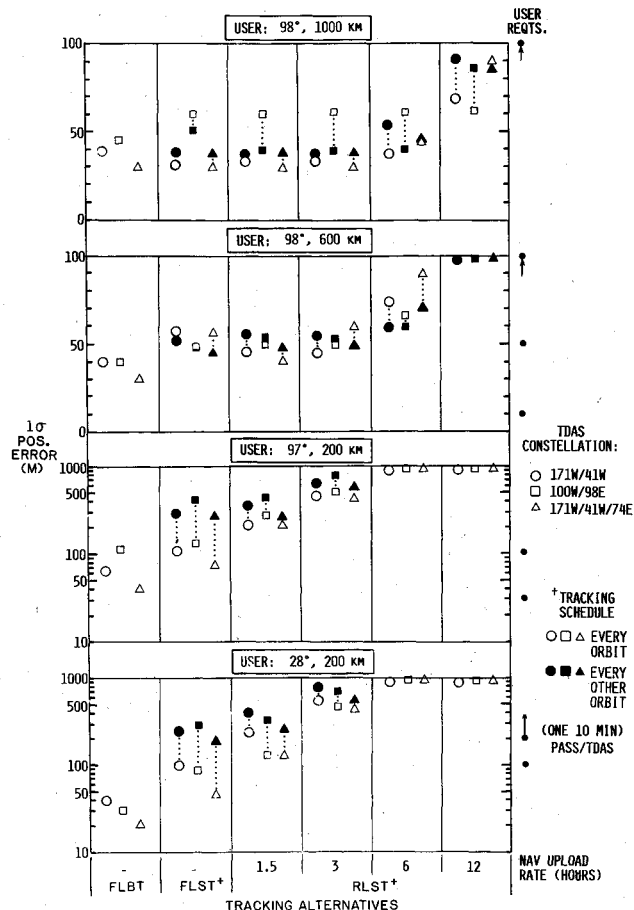 USER
REQTS.
USER: 98°, 1000 KM
100
50
0
USER: 98°, 600 KM
100
50
0
1σ
POS.
ERROR
(M)
TDAS
CONSTELLATION:
○ 171W/41W
□ 100W/98E
△ 171W/41W/74E
USER: 97°, 200 KM
1000
500
100
50
10
†TRACKING
SCHEDULE
○□△ EVERY
ORBIT
●■▲ EVERY
OTHER
ORBIT
(ONE 10 MIN)
PASS/TDAS
USER: 28°, 200 KM
1000
500
100
50
10
- - 1.5 3 6 12
NAV UPLOAD
RATE (HOURS)
FLBT FLST† RLST†
TRACKING ALTERNATIVES